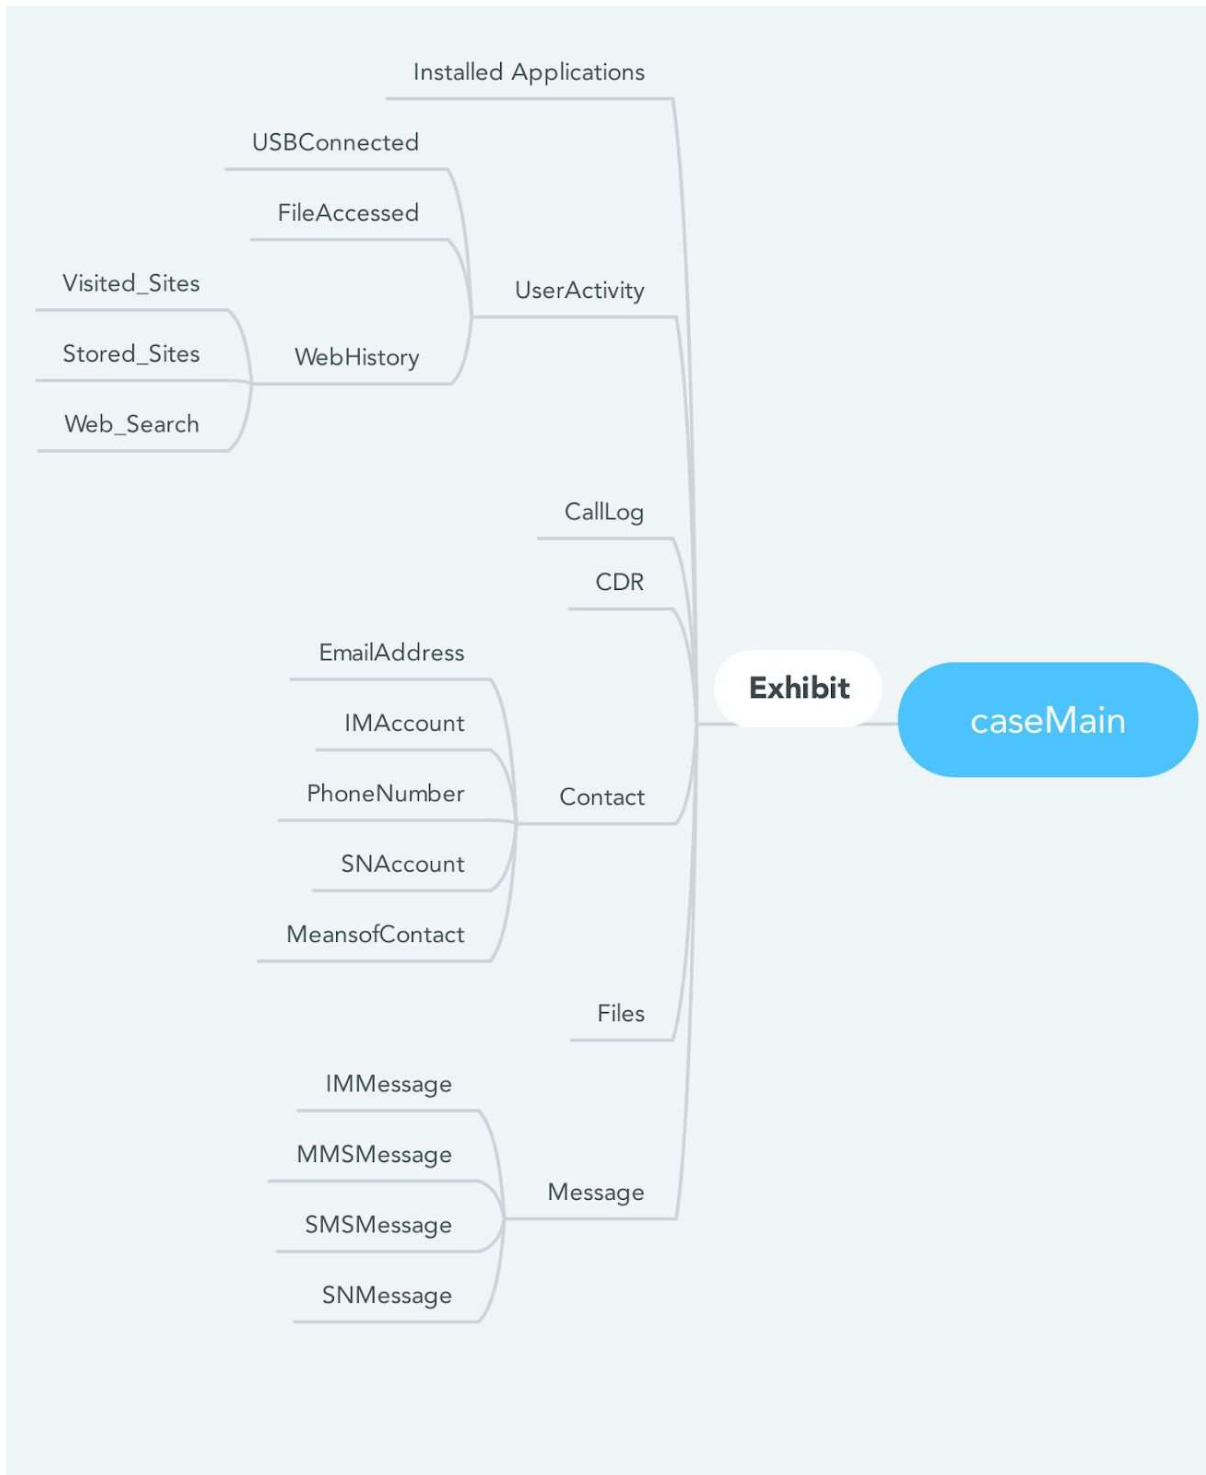 Installed Applications
USBConnected
FileAccessed
Visited_Sites
UserActivity
Stored_Sites
WebHistory
Web_Search
CallLog
CDR
EmailAddress
Exhibit
caseMain
IMAccount
PhoneNumber
Contact
SNAccount
MeansofContact
Files
IMMessage
MMSMessage
Message
SMSMessage
SNMessage